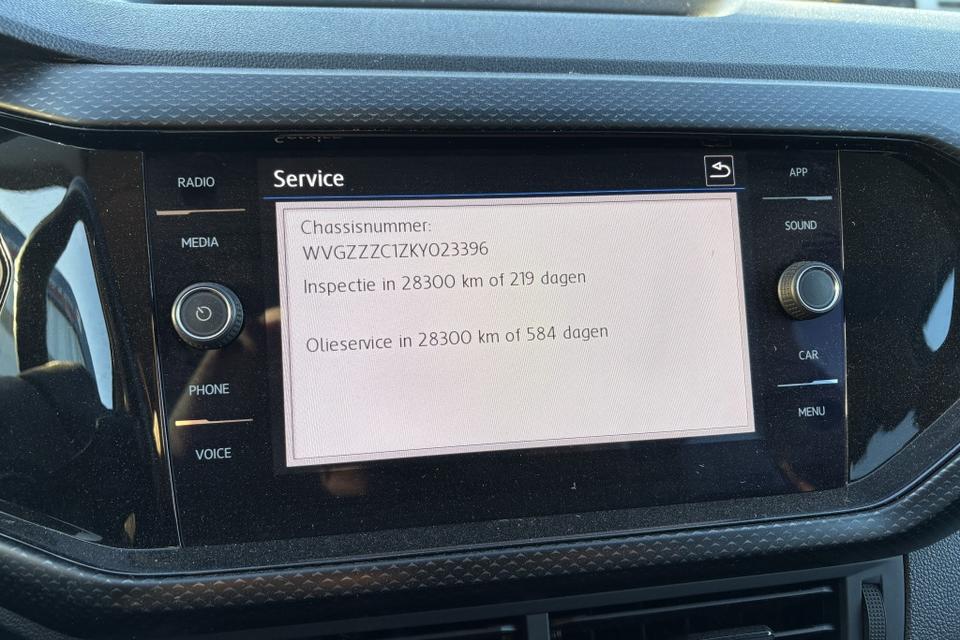 Service
RADIO
MEDIA
PHONE
VOICE
Chassisnummer:
WVGZZZC1ZKY023396
Inspectie in 28300 km of 219 dagen
Olieservice in 28300 km of 584 dagen
APP
SOUND
CAR
MENU